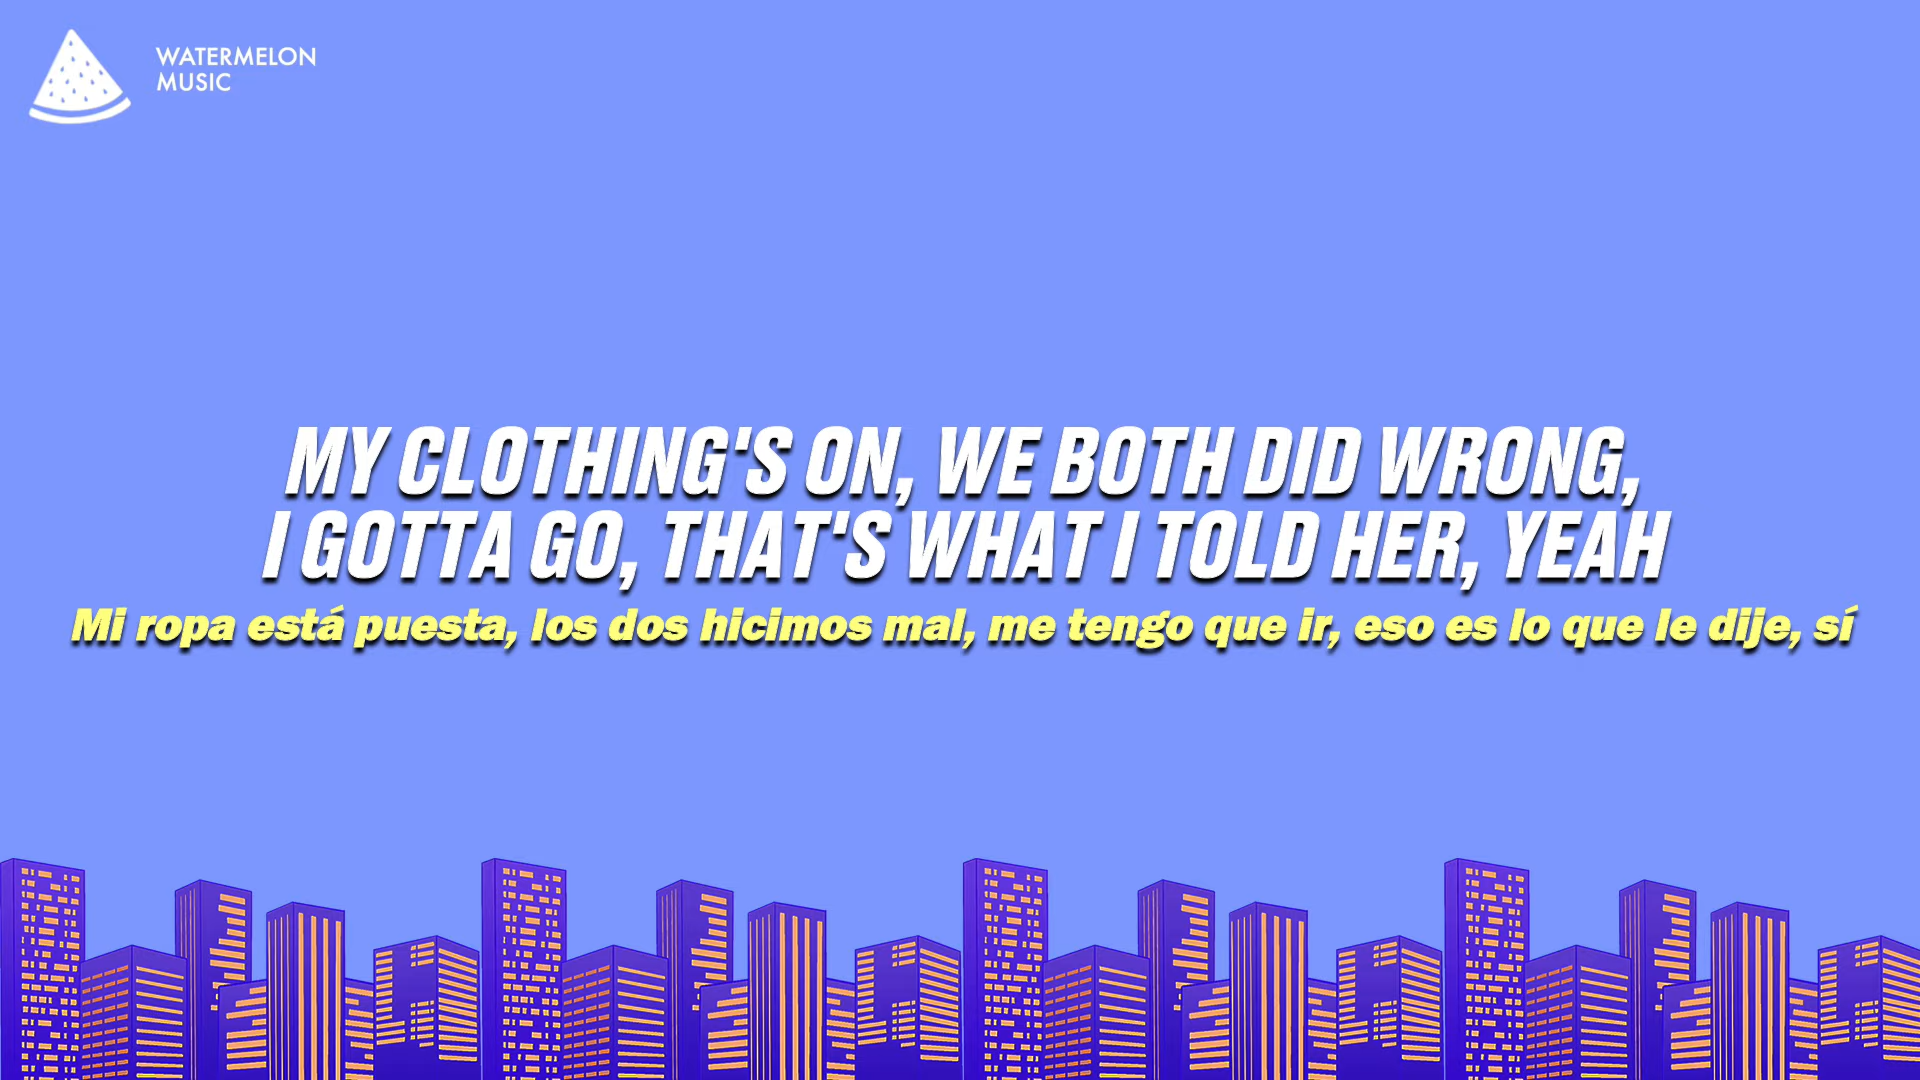 WATERMELON
MUSIC
MY CLOTHING'S ON, WE BOTH DID WRONG,
I GOTTA GO, THAT'S WHAT I TOLD HER, YEAH
Mi ropa está puesta, los dos hicimos mal, me tengo que ir, eso es lo que le dije, sí